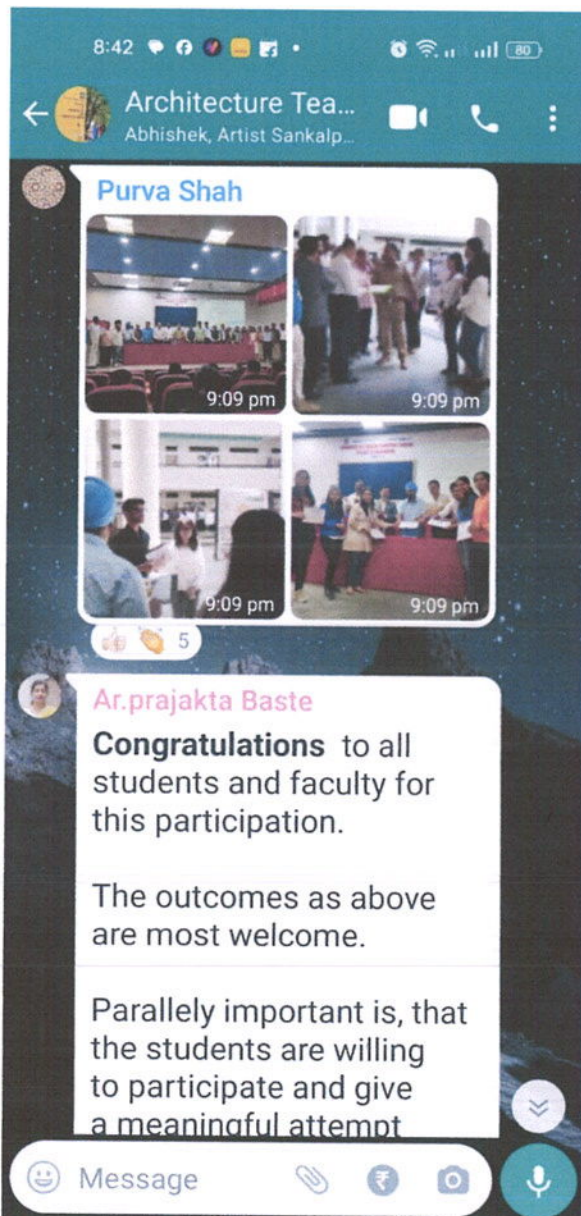 8:42
80
Architecture Tea...
Abhishek, Artist Sankalp...
Purva Shah
9:09 pm
9:09 pm
9:09 pm
9:09 pm
5
Ar.prajakta Baste
Congratulations to all
students and faculty for
this participation.
The outcomes as above
are most welcome.
Parallely important is, that
the students are willing
to participate and give
a meaningful attempt
Message